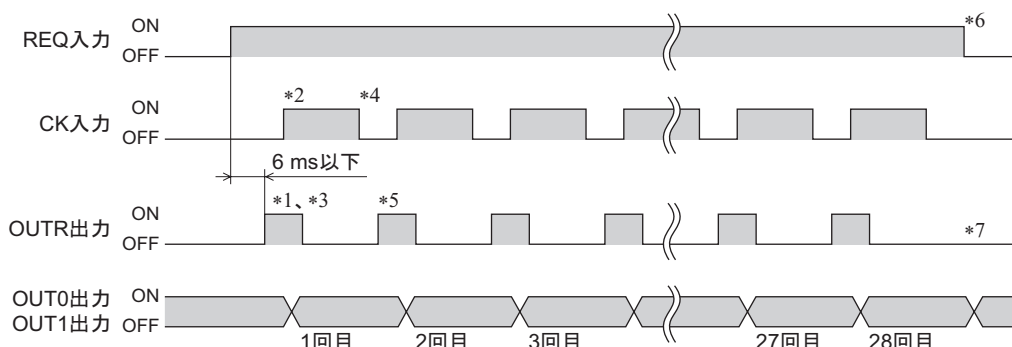 REQ入力 ON
OFF
*6
CK入力 ON
OFF
*2
*4
6 ms以下
OUTR出力 ON
OFF
*1、*3
*5
*7
OUT0出力 ON
OUT1出力 OFF
1回目 2回目 3回目 27回目 28回目